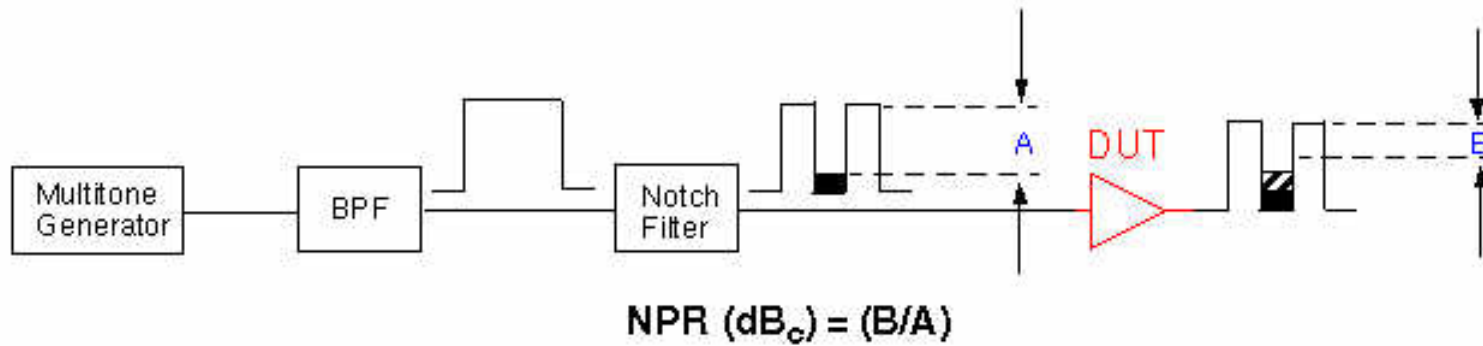 Multitone
Generator
BPF
Notch
Filter
A
DUT
B
NPR (dBc) = (B/A)